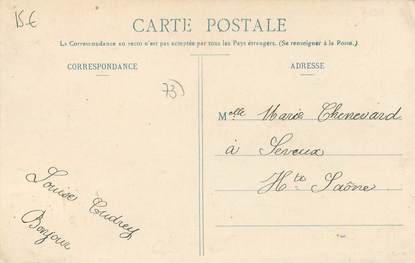 15€
CARTE POSTALE
La Correspondance au recto n'est pas acceptée par tous les Pays étrangers. (Se renseigner à la Poste.)
CORRESPONDANCE
ADRESSE
73)
Melle Marie Chenevard
à Seveux
Hte Saône
Louise Cudrey
Bonjour